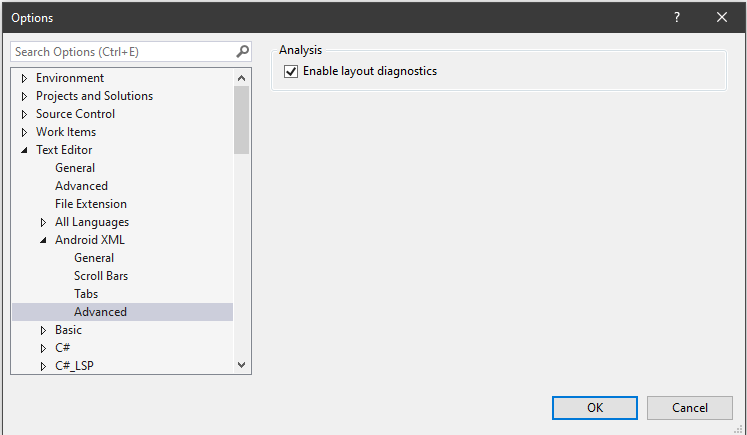 Options
?
Search Options (Ctrl+E)
Environment
Projects and Solutions
Source Control
Work Items
Text Editor
General
Advanced
File Extension
All Languages
Android XML
General
Scroll Bars
Tabs
Advanced
Basic
C#
C#_LSP
Analysis
Enable layout diagnostics
OK
Cancel